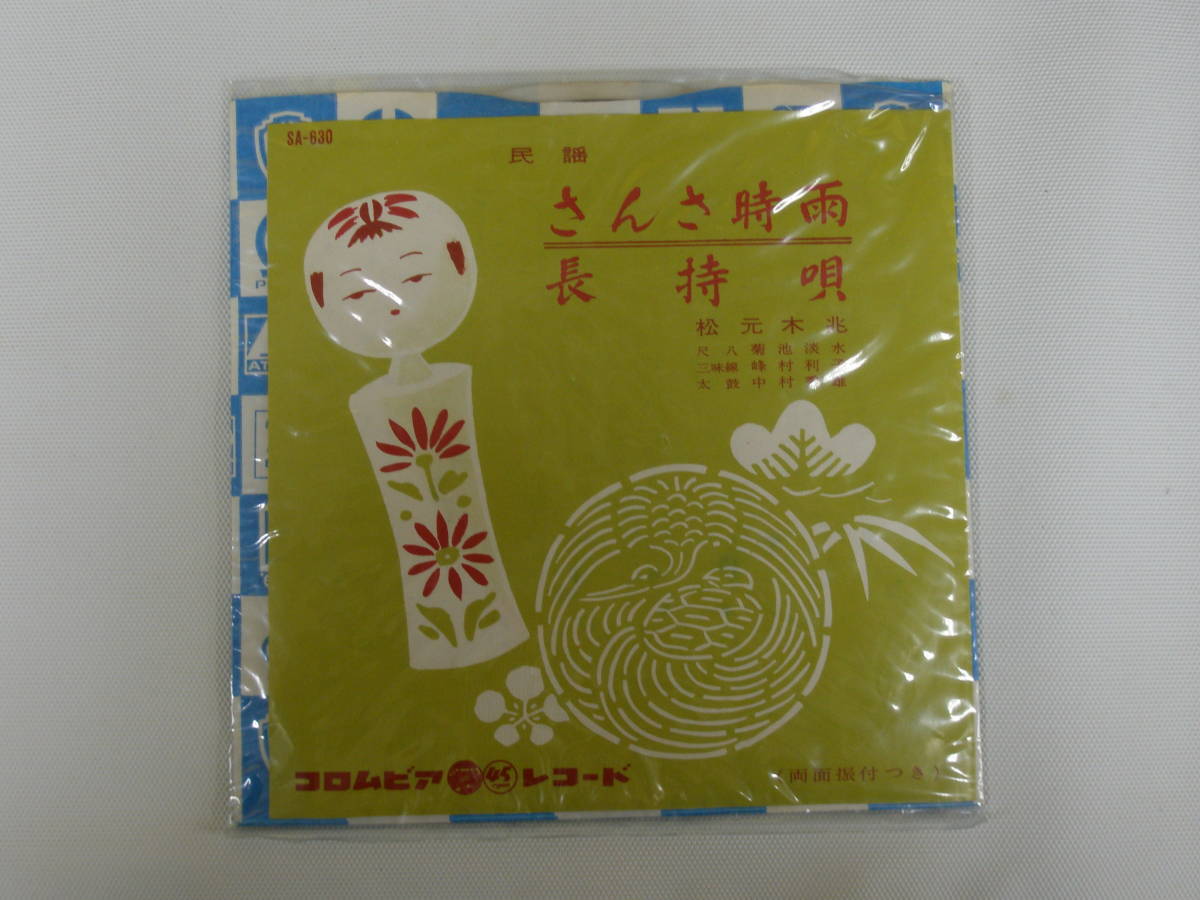 SA-630
民謡
さんさ時雨
長持唄
松元木兆
尺八 菊池淡水
三味線 峰村利子
太鼓 中村 雄
コロムビア 45 レコード
(両面振付つき)